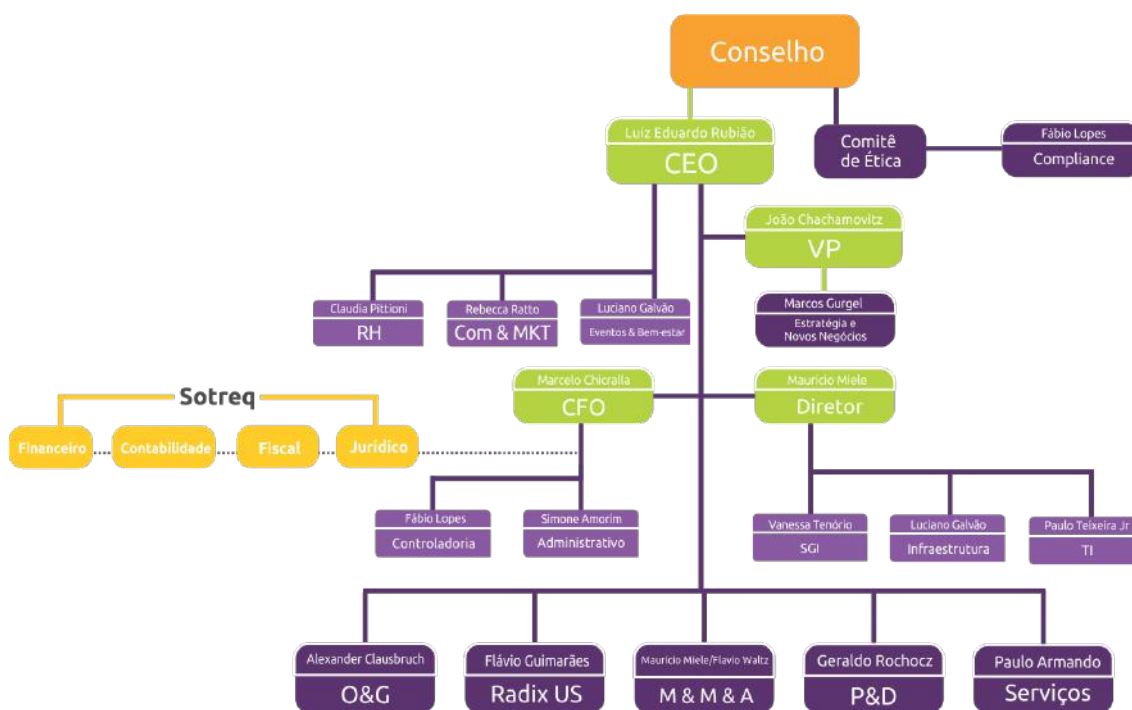 Conselho
Luiz Eduardo Rubião
CEO
Comitê
de Ética
Fábio Lopes
Compliance
João Chachamovitz
VP
Marcos Gurgel
Estratégia e
Novos Negócios
Claudia Pittioni
RH
Rebecca Ratto
Com & MKT
Luciano Galvão
Eventos & Bem-estar
Marcelo Chicralla
CFO
Mauricio Miele
Diretor
Sotreq
Financeiro
Contabilidade
Fiscal
Jurídico
Fábio Lopes
Controladoria
Simone Amorim
Administrativo
Vanessa Tenório
SGI
Luciano Galvão
Infraestrutura
Paulo Teixeira Jr
TI
Alexander Clausbruch
O&G
Flávio Guimarães
Radix US
Mauricio Miele/Flavio Waltz
M & M & A
Geraldo Rochocz
P&D
Paulo Armando
Serviços